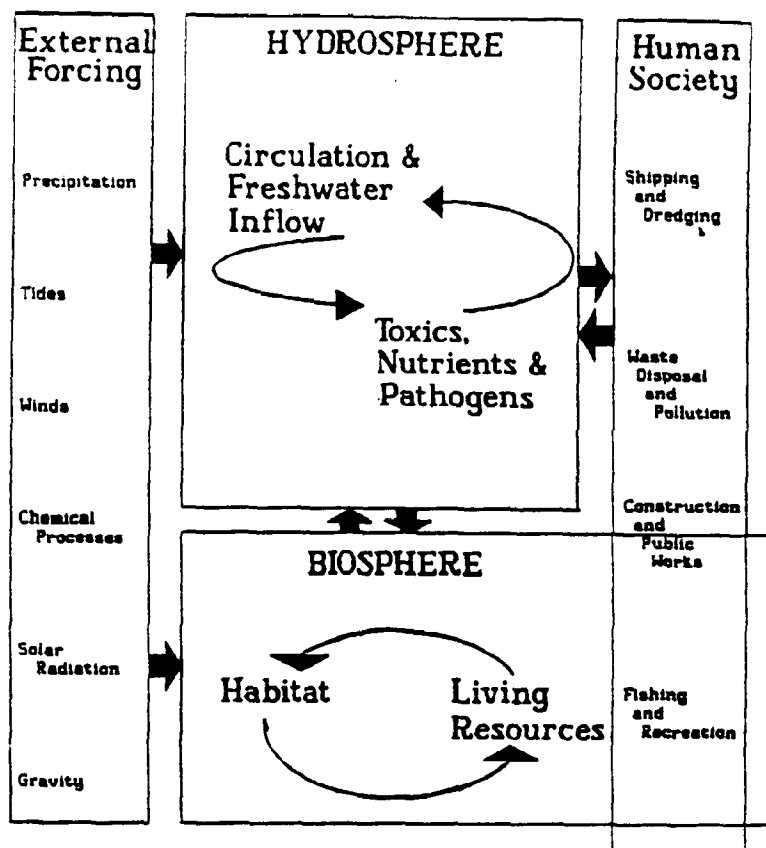 External
Forcing
Precipitation
Tides
Winds
Chemical
Processes
Solar
Radiation
Gravity
HYDROSPHERE
Circulation &
Freshwater
Inflow
Toxics,
Nutrients &
Pathogens
BIOSPHERE
Habitat
Living
Resources
Human
Society
Shipping
and
Dredging
Waste
Disposal
and
Pollution
Construction
and
Public
Works
Fishing
and
Recreation